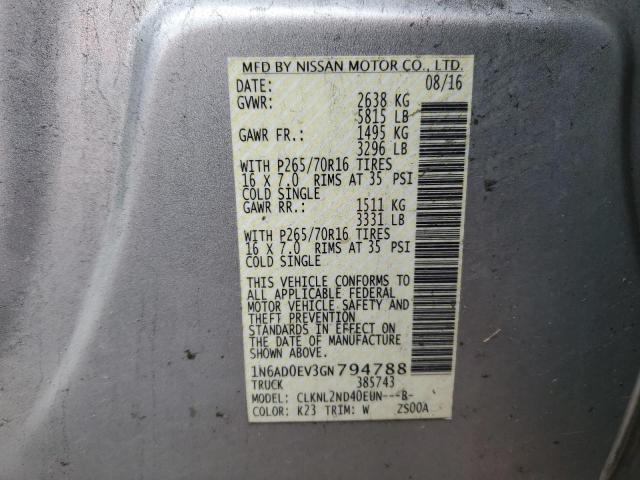 MFD BY NISSAN MOTOR CO., LTD.
DATE: 08/16
GVWR: 2638 KG
5815 LB
GAWR FR.: 1495 KG
3296 LB
WITH P265/70R16 TIRES
16 X 7.0 RIMS AT 35 PSI
COLD SINGLE
GAWR RR.: 1511 KG
3331 LB
WITH P265/70R16 TIRES
16 X 7.0 RIMS AT 35 PSI
COLD SINGLE
THIS VEHICLE CONFORMS TO
ALL APPLICABLE FEDERAL
MOTOR VEHICLE SAFETY AND
THEFT PREVENTION
STANDARDS IN EFFECT ON
THE DATE OF MANUFACTURE
SHOWN ABOVE.
1N6AD0EV3GN794788
TRUCK 385743
MODEL: CLKNL2ND40EUN---B-
COLOR: K23 TRIM: W ZS00A